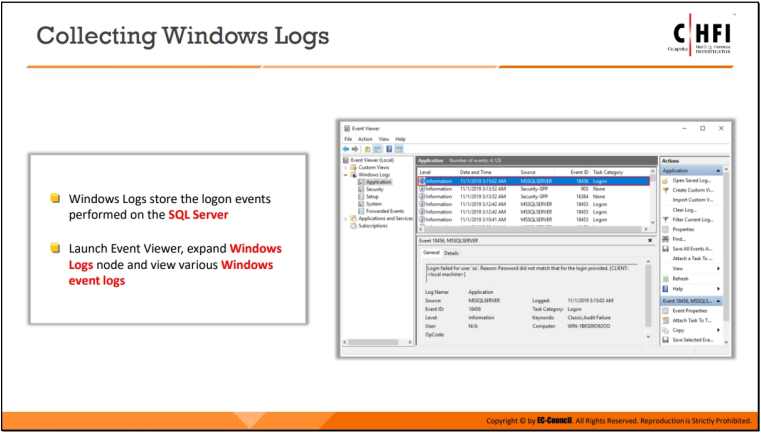 Collecting Windows Logs
CHFI
Computer
Hacking Forensic
INVESTIGATOR
Windows Logs store the logon events
performed on the SQL Server
Launch Event Viewer, expand Windows
Logs node and view various Windows
event logs
Event Viewer
File Action View Help
Event Viewer (Local)
Custom Views
Windows Logs
Application
Security
Setup
System
Forwarded Events
Applications and Services
Subscriptions
Application Number of events: 4,128
Level Date and Time Source Event ID Task Category
Information 11/1/2019 3:15:02 AM MSSQLSERVER 18456 Logon
Information 11/1/2019 3:13:52 AM Security-SPP 903 None
Information 11/1/2019 3:13:52 AM Security-SPP 16384 None
Information 11/1/2019 3:12:42 AM MSSQLSERVER 18453 Logon
Information 11/1/2019 3:12:42 AM MSSQLSERVER 18453 Logon
Information 11/1/2019 3:12:41 AM MSSQLSERVER 18453 Logon
Event 18456, MSSQLSERVER
General Details
Login failed for user 'sa'. Reason: Password did not match that for the login provided. [CLIENT:
<local machine>]
Log Name: Application
Source: MSSQLSERVER Logged: 11/1/2019 3:15:02 AM
Event ID: 18456 Task Category: Logon
Level: Information Keywords: Classic,Audit Failure
User: N/A Computer:
OpCode:
Actions
Application
Open Saved Log...
Create Custom Vi...
Import Custom V...
Clear Log...
Filter Current Log...
Properties
Find...
Save All Events A...
Attach a Task To ...
View
Refresh
Help
Event 18456, MSSQLS...
Event Properties
Attach Task To T...
Copy
Save Selected Eve...
Copyright © by EC-Council. All Rights Reserved. Reproduction is Strictly Prohibited.